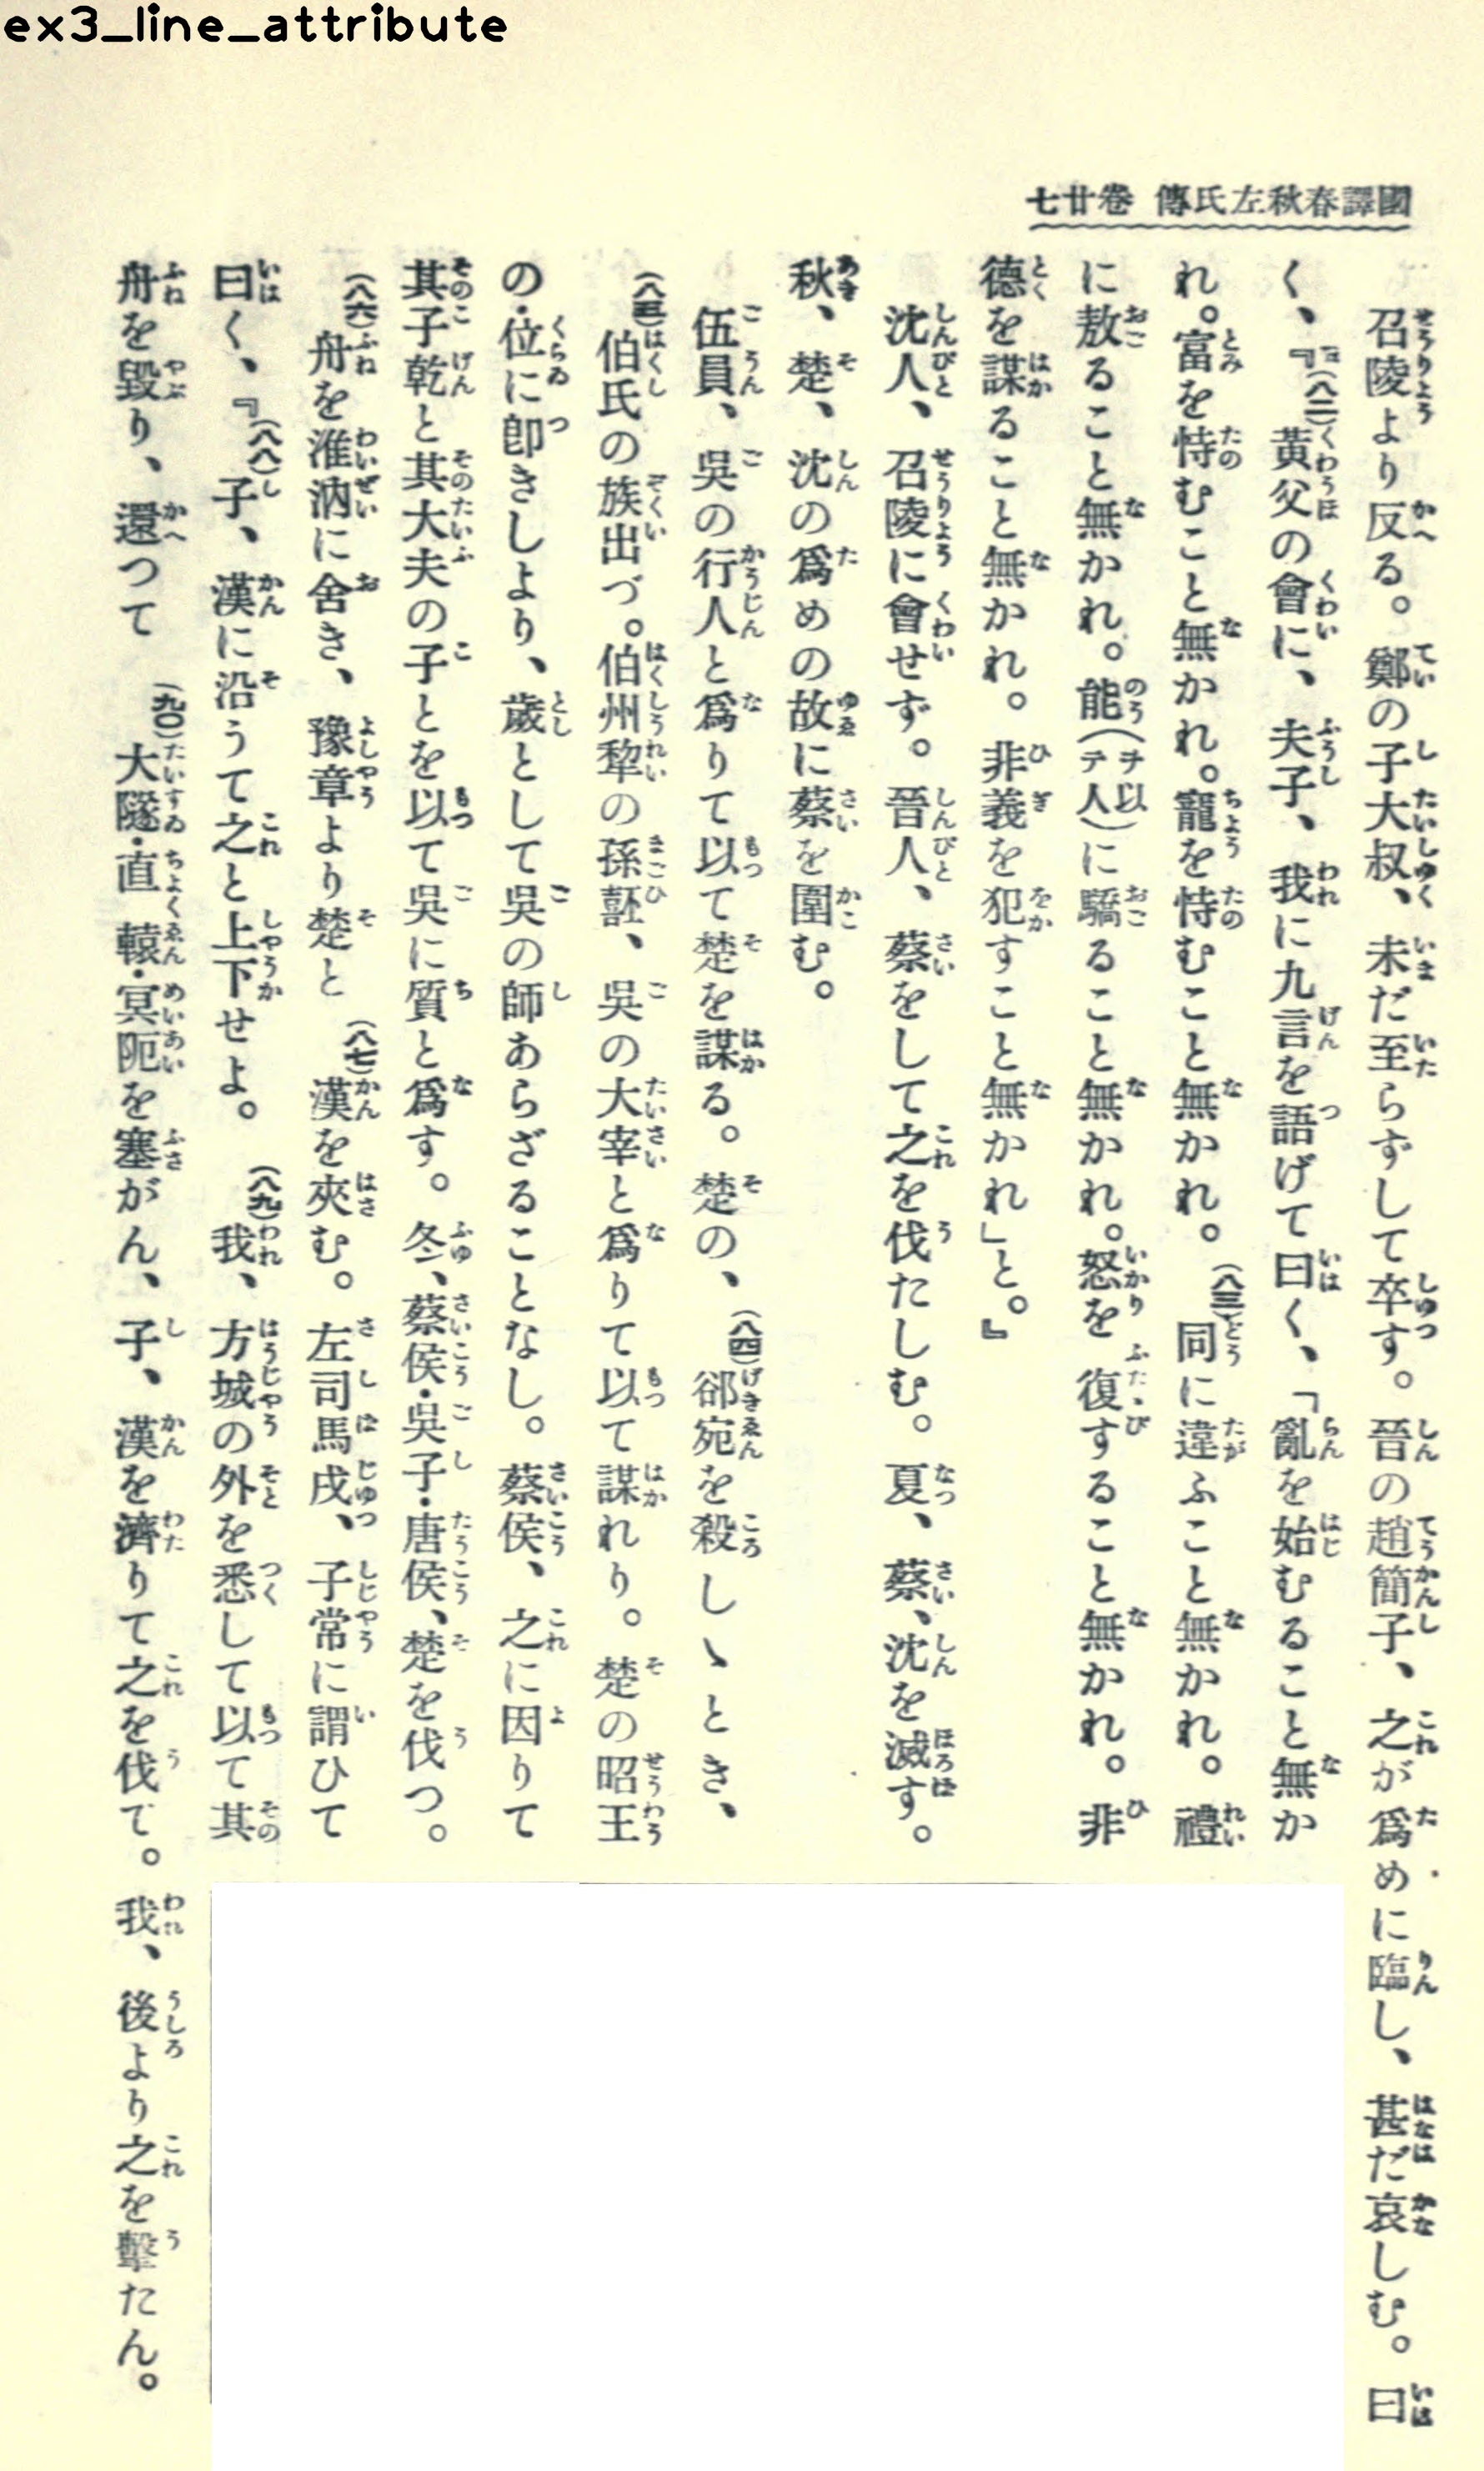 ex3_line_attribute
國譯春秋左氏傳 卷廿七
召陵より反る。鄭の子大叔、未だ至らずして卒す。晉の趙簡子、之が爲めに臨し、甚だ哀しむ。曰
く、『(八二)黃父の會に、夫子、我に九言を語げて曰く、「亂を始むること無か
れ。富を恃むこと無かれ。寵を恃むこと無かれ。(八三)同に違ふこと無かれ。禮
に敖ること無かれ。能(ヲ以テ人)に驕ること無かれ。怒を復することと無かれ。非
德を謀ること無かれ。非義を犯すこと無かれ」と。』
沈人、召陵に會せず。晉人、蔡をして之を伐たしむ。夏、蔡、沈を滅す。
秋、楚、沈の爲めの故に蔡を圍む。
伍員、吳の行人と爲りて以て楚を謀る。楚の、(八四)郤宛を殺しゝとき、
伯氏の族出づ。伯州犂の孫嚭、吳の大宰と爲りて以て謀れり。楚の昭王
の位に卽きしより、歲として吳の師あらざることなし。蔡侯、之に因りて
其子乾と其大夫の子とを以て吳に質と爲す。冬、蔡侯・吳子・唐侯、楚を伐つ。
(八六)舟を淮汭に舍き、豫章より楚と(八七)漢を夾む。左司馬戌、子常に謂ひて
曰く、『(八八)子、漢に沿うて之と上下せよ。(八九)我、方城の外を悉して以て其
舟を毀り、還つて(九〇)大隧・直轅・冥阨を塞がん、子、漢を濟りて之を伐て。我、後より之を擊たん。